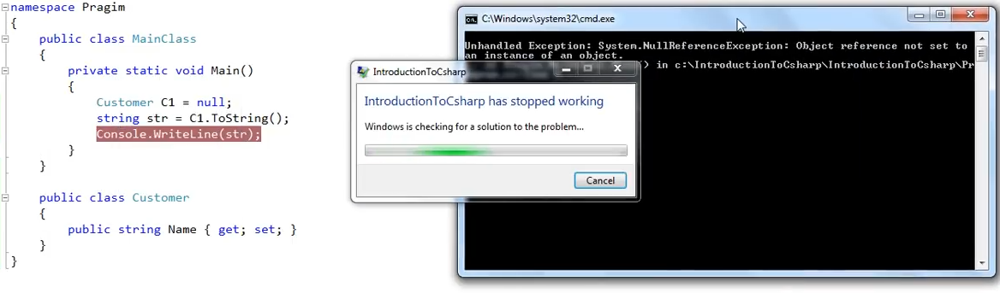 namespace Pragim
{
public class MainClass
{
private static void Main()
{
Customer C1 = null;
string str = C1.ToString();
Console.WriteLine(str);
}
}
public class Customer
{
public string Name { get; set; }
}
}
C:\Windows\system32\cmd.exe
Unhandled Exception: System.NullReferenceException: Object reference not set to
an instance of an object.
() in c:\IntroductionToCsharp\IntroductionToCsharp\Pr
IntroductionToCsharp
IntroductionToCsharp has stopped working
Windows is checking for a solution to the problem...
Cancel